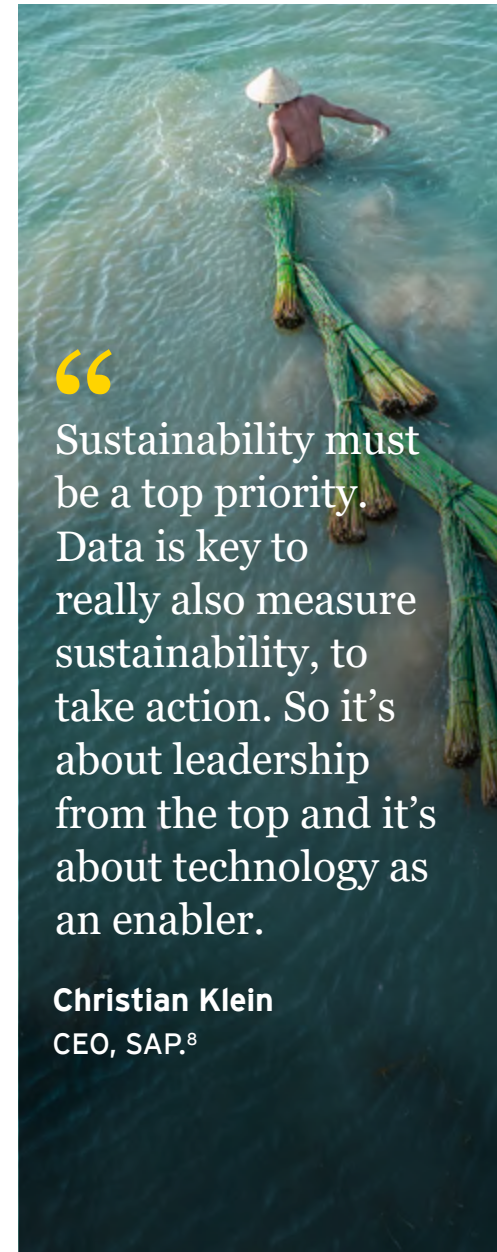 “
Sustainability must
be a top priority.
Data is key to
really also measure
sustainability, to
take action. So it’s
about leadership
from the top and it’s
about technology as
an enabler.
Christian Klein
CEO, SAP.⁸